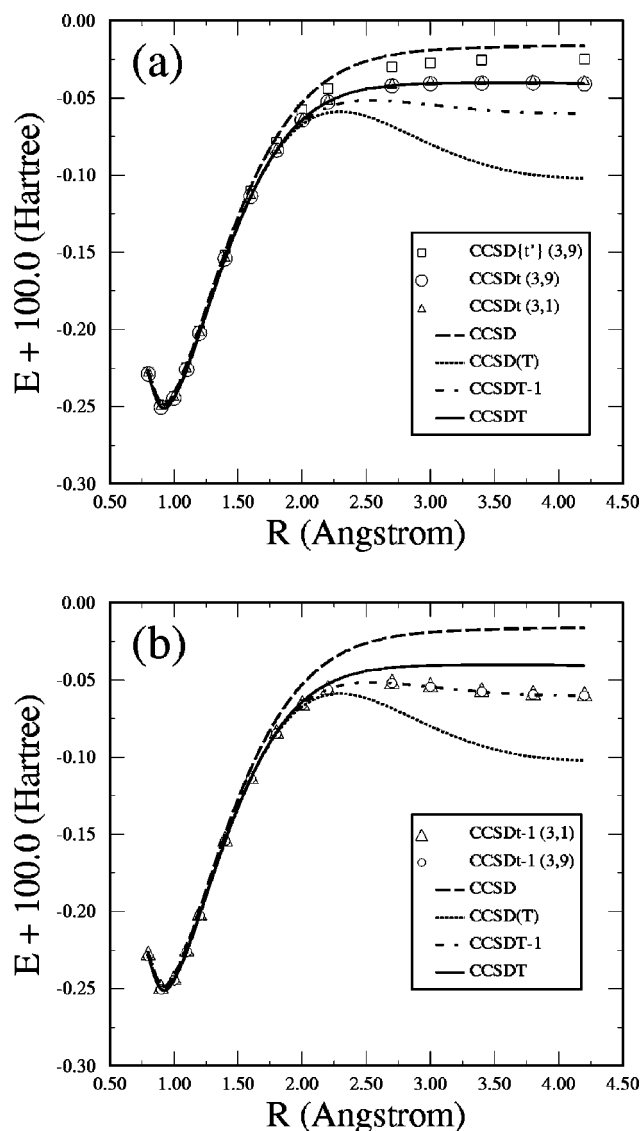 (a)
E + 100.0 (Hartree)
0.00
-0.05
-0.10
-0.15
-0.20
-0.25
-0.30
CCSD{t'} (3,9)
CCSDt (3,9)
CCSDt (3,1)
CCSD
CCSD(T)
CCSDT-1
CCSDT
0.50 1.00 1.50 2.00 2.50 3.00 3.50 4.00 4.50
R (Angstrom)
(b)
E + 100.0 (Hartree)
0.00
-0.05
-0.10
-0.15
-0.20
-0.25
-0.30
CCSDt-1 (3,1)
CCSDt-1 (3,9)
CCSD
CCSD(T)
CCSDT-1
CCSDT
0.50 1.00 1.50 2.00 2.50 3.00 3.50 4.00 4.50
R (Angstrom)